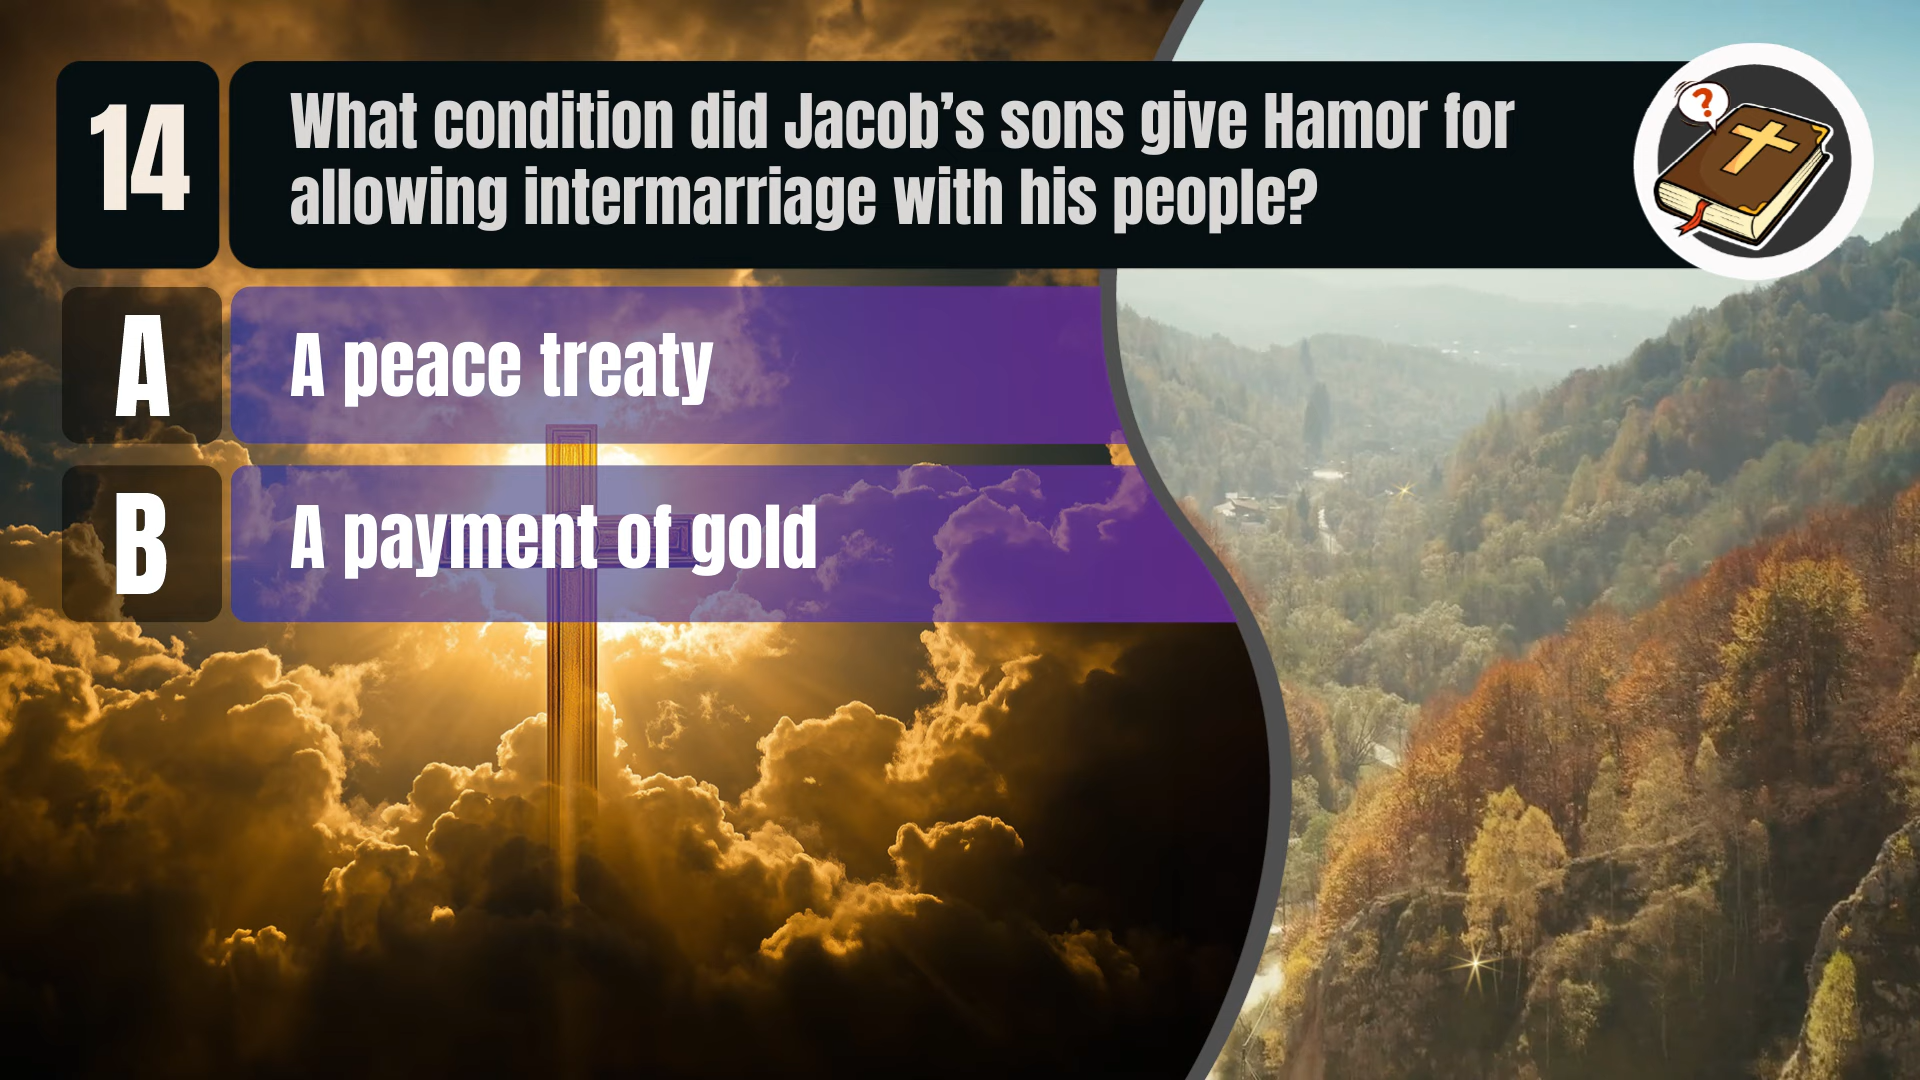 14
What condition did Jacob’s sons give Hamor for
allowing intermarriage with his people?
?
A
A peace treaty
B
A payment of gold